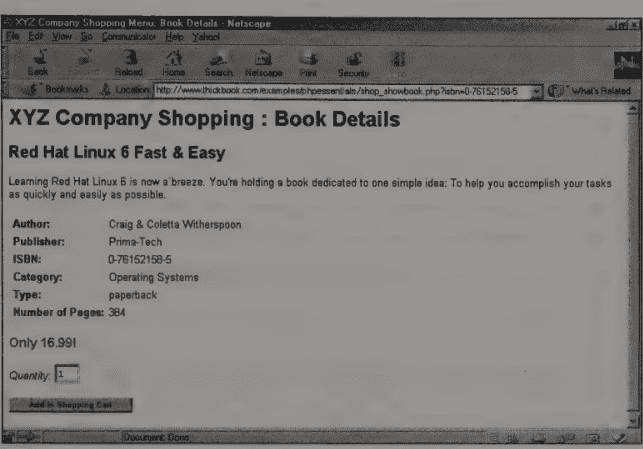 XYZ Company Shopping Menu: Book Details - Netscape
File Edit View Go Communicator Help Yahoo!
Back Reload Home Search Netscape Print Security
Bookmarks Location: http://www.thickbook.com/examples/phpessentials/shop_showbook.php?isbn=0-76152158-5 What's Related
XYZ Company Shopping : Book Details
Red Hat Linux 6 Fast & Easy
Learning Red Hat Linux 6 is now a breeze. You're holding a book dedicated to one simple idea: To help you accomplish your tasks
as quickly and easily as possible.
Author: Craig & Coletta Witherspoon
Publisher: Prima-Tech
ISBN: 0-76152158-5
Category: Operating Systems
Type: paperback
Number of Pages: 384
Only 16.99!
Quantity: 1
Add to Shopping Cart
Document: Done